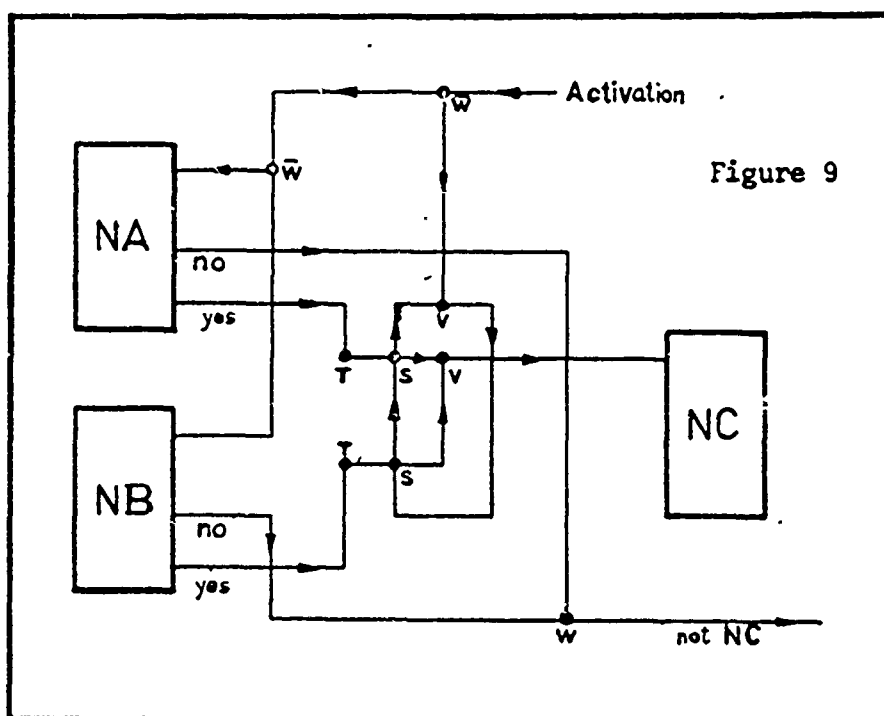 Activation
W̅
W̅
Figure 9
NA
no
yes
V
T
S
V
NC
T
S
NB
no
yes
W
not NC